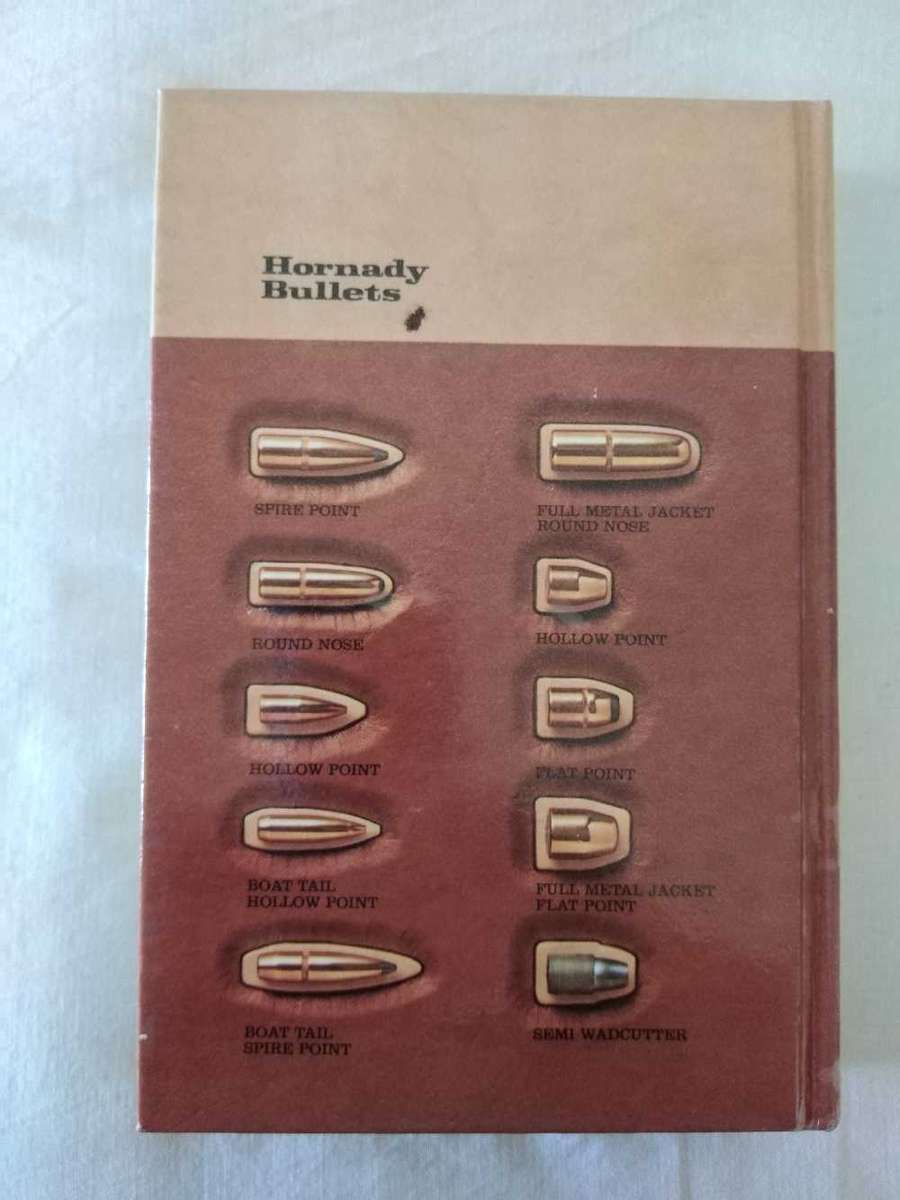 Hornady
Bullets
SPIRE POINT
ROUND NOSE
HOLLOW POINT
BOAT TAIL
HOLLOW POINT
BOAT TAIL
SPIRE POINT
FULL METAL JACKET
ROUND NOSE
HOLLOW POINT
FLAT POINT
FULL METAL JACKET
FLAT POINT
SEMI WADCUTTER